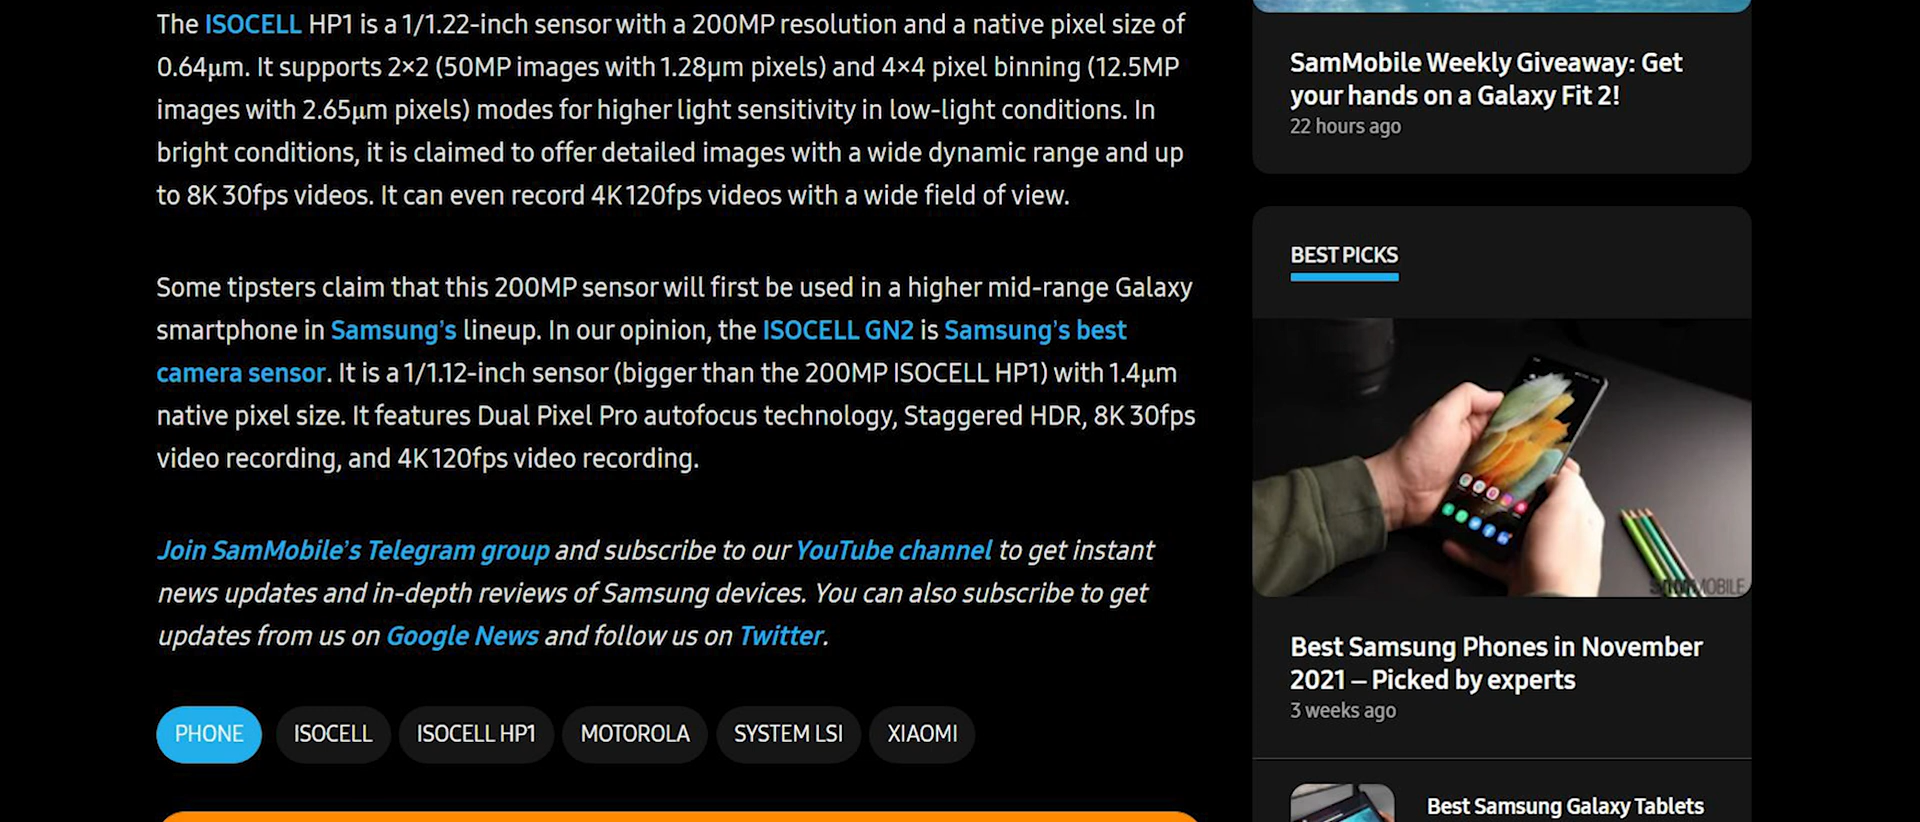 The ISOCELL HP1 is a 1/1.22-inch sensor with a 200MP resolution and a native pixel size of
0.64μm. It supports 2×2 (50MP images with 1.28μm pixels) and 4×4 pixel binning (12.5MP
images with 2.65μm pixels) modes for higher light sensitivity in low-light conditions. In
bright conditions, it is claimed to offer detailed images with a wide dynamic range and up
to 8K 30fps videos. It can even record 4K 120fps videos with a wide field of view.
Some tipsters claim that this 200MP sensor will first be used in a higher mid-range Galaxy
smartphone in Samsung’s lineup. In our opinion, the ISOCELL GN2 is Samsung’s best
camera sensor. It is a 1/1.12-inch sensor (bigger than the 200MP ISOCELL HP1) with 1.4μm
native pixel size. It features Dual Pixel Pro autofocus technology, Staggered HDR, 8K 30fps
video recording, and 4K 120fps video recording.
Join SamMobile’s Telegram group and subscribe to our YouTube channel to get instant
news updates and in-depth reviews of Samsung devices. You can also subscribe to get
updates from us on Google News and follow us on Twitter.
PHONE ISOCELL ISOCELL HP1 MOTOROLA SYSTEM LSI XIAOMI
SamMobile Weekly Giveaway: Get
your hands on a Galaxy Fit 2!
22 hours ago
BEST PICKS
SAMMOBILE
Best Samsung Phones in November
2021 – Picked by experts
3 weeks ago
Best Samsung Galaxy Tablets